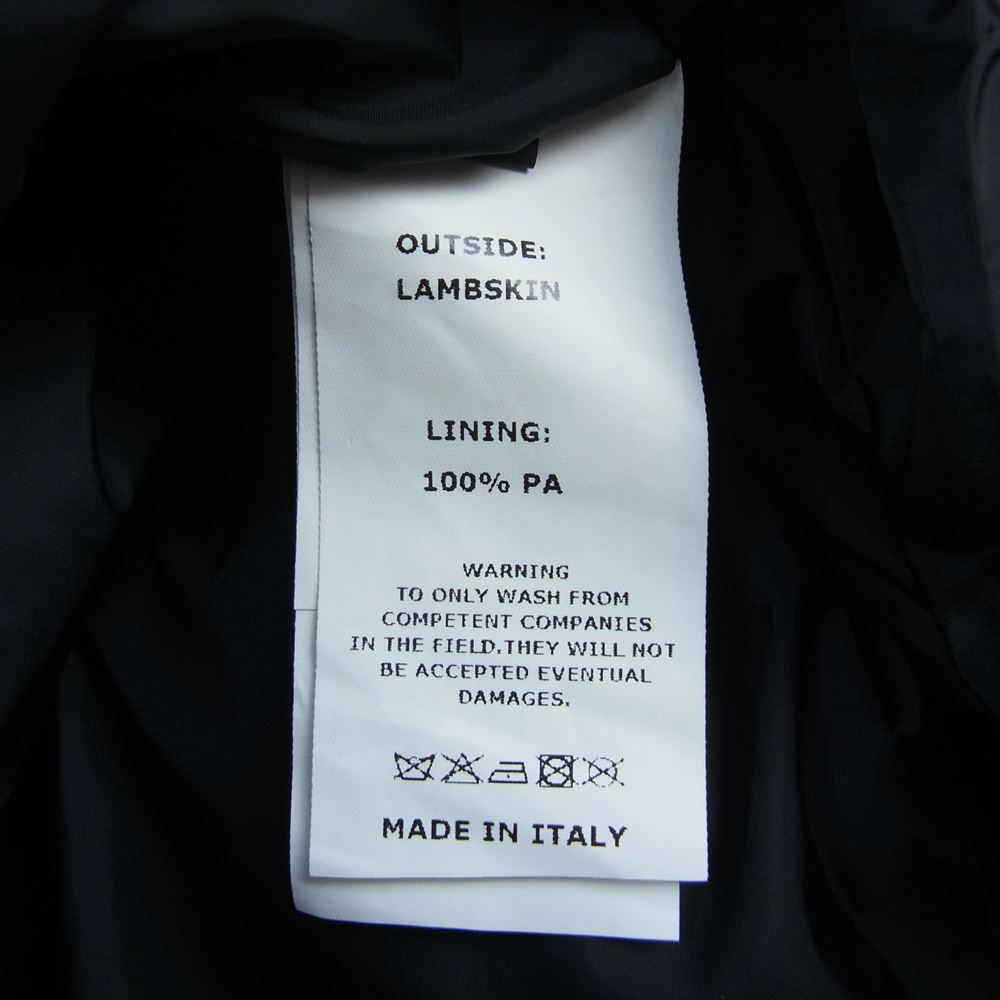 OUTSIDE:
LAMBSKIN
LINING:
100% PA
WARNING
TO ONLY WASH FROM
COMPETENT COMPANIES
IN THE FIELD.THEY WILL NOT
BE ACCEPTED EVENTUAL
DAMAGES.
MADE IN ITALY